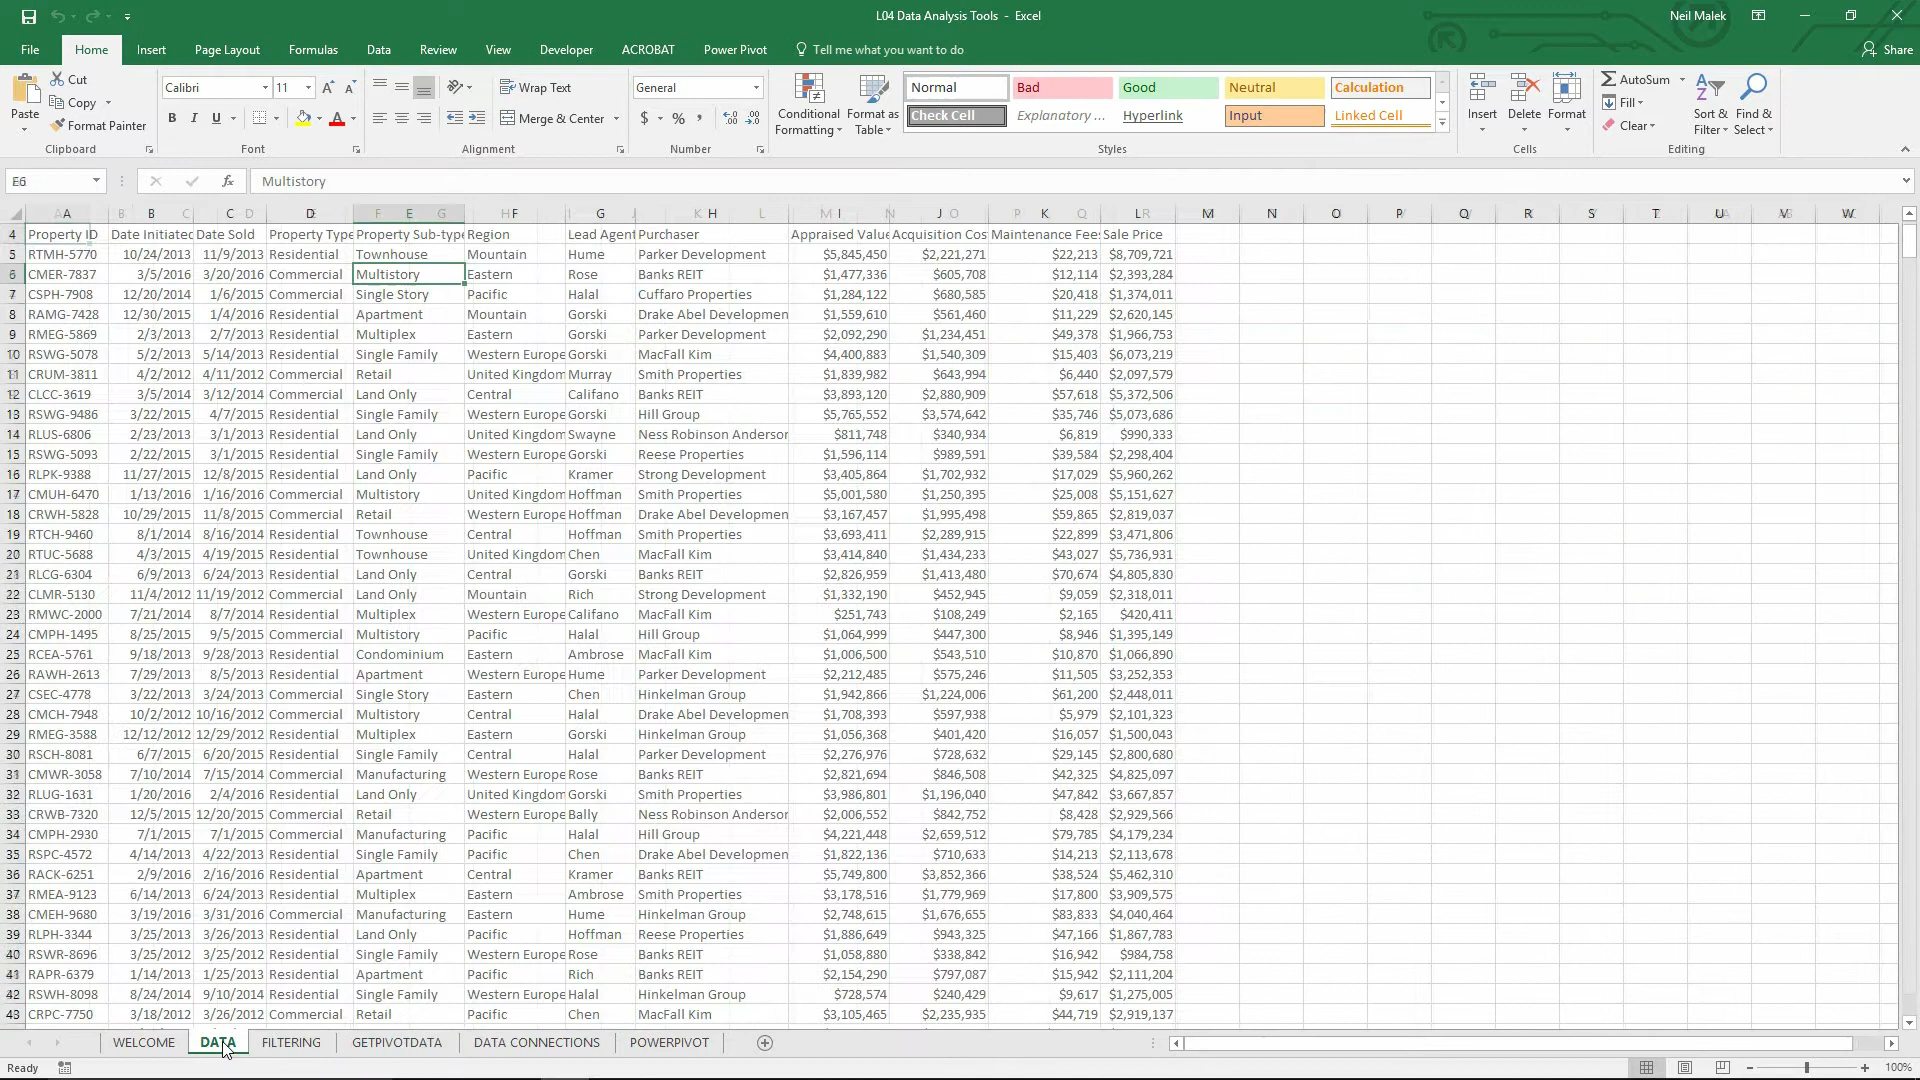 L04 Data Analysis Tools - Excel
Neil Malek
File Home Insert Page Layout Formulas Data Review View Developer ACROBAT Power Pivot Tell me what you want to do Share
Paste
Cut
Copy
Format Painter
Clipboard
Calibri 11
B I U
Font
Wrap Text
Merge & Center
Alignment
General
$ % ,
Number
Conditional Formatting
Format as Table
Normal Bad Good Neutral Calculation
Check Cell Explanatory ... Hyperlink Input Linked Cell
Styles
Insert Delete Format
Cells
AutoSum
Fill
Clear
Sort & Filter
Find & Select
Editing
E6 fx Multistory
A B C D E F G H I J K L M N O P Q R S T U V W
4 Property ID Date Initiated Date Sold Property Type Property Sub-type Region Lead Agent Purchaser Appraised Value Acquisition Cos Maintenance Fees Sale Price
5 RTMH-5770 10/24/2013 11/9/2013 Residential Townhouse Mountain Hume Parker Development $5,845,450 $2,221,271 $22,213 $8,709,721
6 CMER-7837 3/5/2016 3/20/2016 Commercial Multistory Eastern Rose Banks REIT $1,477,336 $605,708 $12,114 $2,393,284
7 CSPH-7908 12/20/2014 1/6/2015 Commercial Single Story Pacific Halal Cuffaro Properties $1,284,122 $680,585 $20,418 $1,374,011
8 RAMG-7428 12/30/2015 1/4/2016 Residential Apartment Mountain Gorski Drake Abel Developmen $1,559,610 $561,460 $11,229 $2,620,145
9 RMEG-5869 2/3/2013 2/7/2013 Residential Multiplex Eastern Gorski Parker Development $2,092,290 $1,234,451 $49,378 $1,966,753
10 RSWG-5078 5/2/2013 5/14/2013 Residential Single Family Western Europe Gorski MacFall Kim $4,400,883 $1,540,309 $15,403 $6,073,219
11 CRUM-3811 4/2/2012 4/11/2012 Commercial Retail United Kingdom Murray Smith Properties $1,839,982 $643,994 $6,440 $2,097,579
12 CLCC-3619 3/5/2014 3/12/2014 Commercial Land Only Central Califano Banks REIT $3,893,120 $2,880,909 $57,618 $5,372,506
13 RSWG-9486 3/22/2015 4/7/2015 Residential Single Family Western Europe Gorski Hill Group $5,765,552 $3,574,642 $35,746 $5,073,686
14 RLUS-6806 2/23/2013 3/1/2013 Residential Land Only United Kingdom Swayne Ness Robinson Anderson $811,748 $340,934 $6,819 $990,333
15 RSWG-5093 2/22/2015 3/1/2015 Residential Single Family Western Europe Gorski Reese Properties $1,596,114 $989,591 $39,584 $2,298,404
16 RLPK-9388 11/27/2015 12/8/2015 Residential Land Only Pacific Kramer Strong Development $3,405,864 $1,702,932 $17,029 $5,960,262
17 CMUH-6470 1/13/2016 1/16/2016 Commercial Multistory United Kingdom Hoffman Smith Properties $5,001,580 $1,250,395 $25,008 $5,151,627
18 CRWH-5828 10/29/2015 11/8/2015 Commercial Retail Western Europe Hoffman Drake Abel Developmen $3,167,457 $1,995,498 $59,865 $2,819,037
19 RTCH-9460 8/1/2014 8/16/2014 Residential Townhouse Central Hoffman Smith Properties $3,693,411 $2,289,915 $22,899 $3,471,806
20 RTUC-5688 4/3/2015 4/19/2015 Residential Townhouse United Kingdom Chen MacFall Kim $3,414,840 $1,434,233 $43,027 $5,736,931
21 RLCG-6304 6/9/2013 6/24/2013 Residential Land Only Central Gorski Banks REIT $2,826,959 $1,413,480 $70,674 $4,805,830
22 CLMR-5130 11/4/2012 11/19/2012 Commercial Land Only Mountain Rich Strong Development $1,332,190 $452,945 $9,059 $2,318,011
23 RMWC-2000 7/21/2014 8/7/2014 Residential Multiplex Western Europe Califano MacFall Kim $251,743 $108,249 $2,165 $420,411
24 CMPH-1495 8/25/2015 9/5/2015 Commercial Multistory Pacific Halal Hill Group $1,064,999 $447,300 $8,946 $1,395,149
25 RCEA-5761 9/18/2013 9/28/2013 Residential Condominium Eastern Ambrose MacFall Kim $1,006,500 $543,510 $10,870 $1,066,890
26 RAWH-2613 7/29/2013 8/5/2013 Residential Apartment Western Europe Hume Parker Development $2,212,485 $575,246 $11,505 $3,252,353
27 CSEC-4778 3/22/2013 3/24/2013 Commercial Single Story Eastern Chen Hinkelman Group $1,942,866 $1,224,006 $61,200 $2,448,011
28 CMCH-7948 10/2/2012 10/16/2012 Commercial Multistory Central Halal Drake Abel Developmen $1,708,393 $597,938 $5,979 $2,101,323
29 RMEG-3588 12/12/2012 12/29/2012 Residential Multiplex Eastern Gorski Hinkelman Group $1,056,368 $401,420 $16,057 $1,500,043
30 RSCH-8081 6/7/2015 6/20/2015 Residential Single Family Central Halal Parker Development $2,276,976 $728,632 $29,145 $2,800,680
31 CMWR-3058 7/10/2014 7/15/2014 Commercial Manufacturing Western Europe Rose Banks REIT $2,821,694 $846,508 $42,325 $4,825,097
32 RLUG-1631 1/20/2016 2/4/2016 Residential Land Only United Kingdom Gorski Smith Properties $3,986,801 $1,196,040 $47,842 $3,667,857
33 CRWB-7320 12/5/2015 12/20/2015 Commercial Retail Western Europe Bally Ness Robinson Anderson $2,006,552 $842,752 $8,428 $2,929,566
34 CMPH-2930 7/1/2015 7/1/2015 Commercial Manufacturing Pacific Halal Hill Group $4,221,448 $2,659,512 $79,785 $4,179,234
35 RSPC-4572 4/14/2013 4/22/2013 Residential Single Family Pacific Chen Drake Abel Developmen $1,822,136 $710,633 $14,213 $2,113,678
36 RACK-6251 2/9/2016 2/16/2016 Residential Apartment Central Kramer Banks REIT $5,749,800 $3,852,366 $38,524 $5,462,310
37 RMEA-9123 6/14/2013 6/24/2013 Residential Multiplex Eastern Ambrose Smith Properties $3,178,516 $1,779,969 $17,800 $3,909,575
38 CMEH-9680 3/19/2016 3/31/2016 Commercial Manufacturing Eastern Hume Hinkelman Group $2,748,615 $1,676,655 $83,833 $4,040,464
39 RLPH-3344 3/25/2013 3/26/2013 Residential Land Only Pacific Hoffman Reese Properties $1,886,649 $943,325 $47,166 $1,867,783
40 RSWR-8696 3/25/2012 3/25/2012 Residential Single Family Western Europe Rose Banks REIT $1,058,880 $338,842 $16,942 $984,758
41 RAPR-6379 1/14/2013 1/25/2013 Residential Apartment Pacific Rich Banks REIT $2,154,290 $797,087 $15,942 $2,111,204
42 RSWH-8098 8/24/2014 9/10/2014 Residential Single Family Western Europe Halal Hinkelman Group $728,574 $240,429 $9,617 $1,275,005
43 CRPC-7750 3/18/2012 3/26/2012 Commercial Retail Pacific Chen MacFall Kim $3,105,465 $2,235,935 $44,719 $2,919,137
WELCOME DATA FILTERING GETPIVOTDATA DATA CONNECTIONS POWERPIVOT
Ready 100%